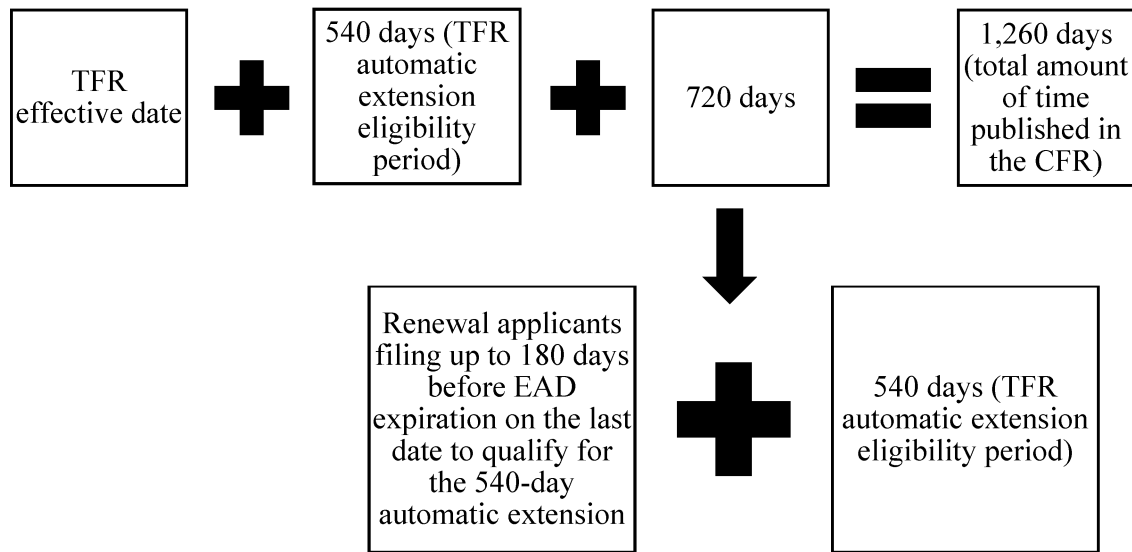 TFR
effective date
540 days (TFR
automatic
extension
eligibility
period)
720 days
1,260 days
(total amount
of time
published in
the CFR)
Renewal applicants
filing up to 180 days
before EAD
expiration on the last
date to qualify for
the 540-day
automatic extension
540 days (TFR
automatic extension
eligibility period)